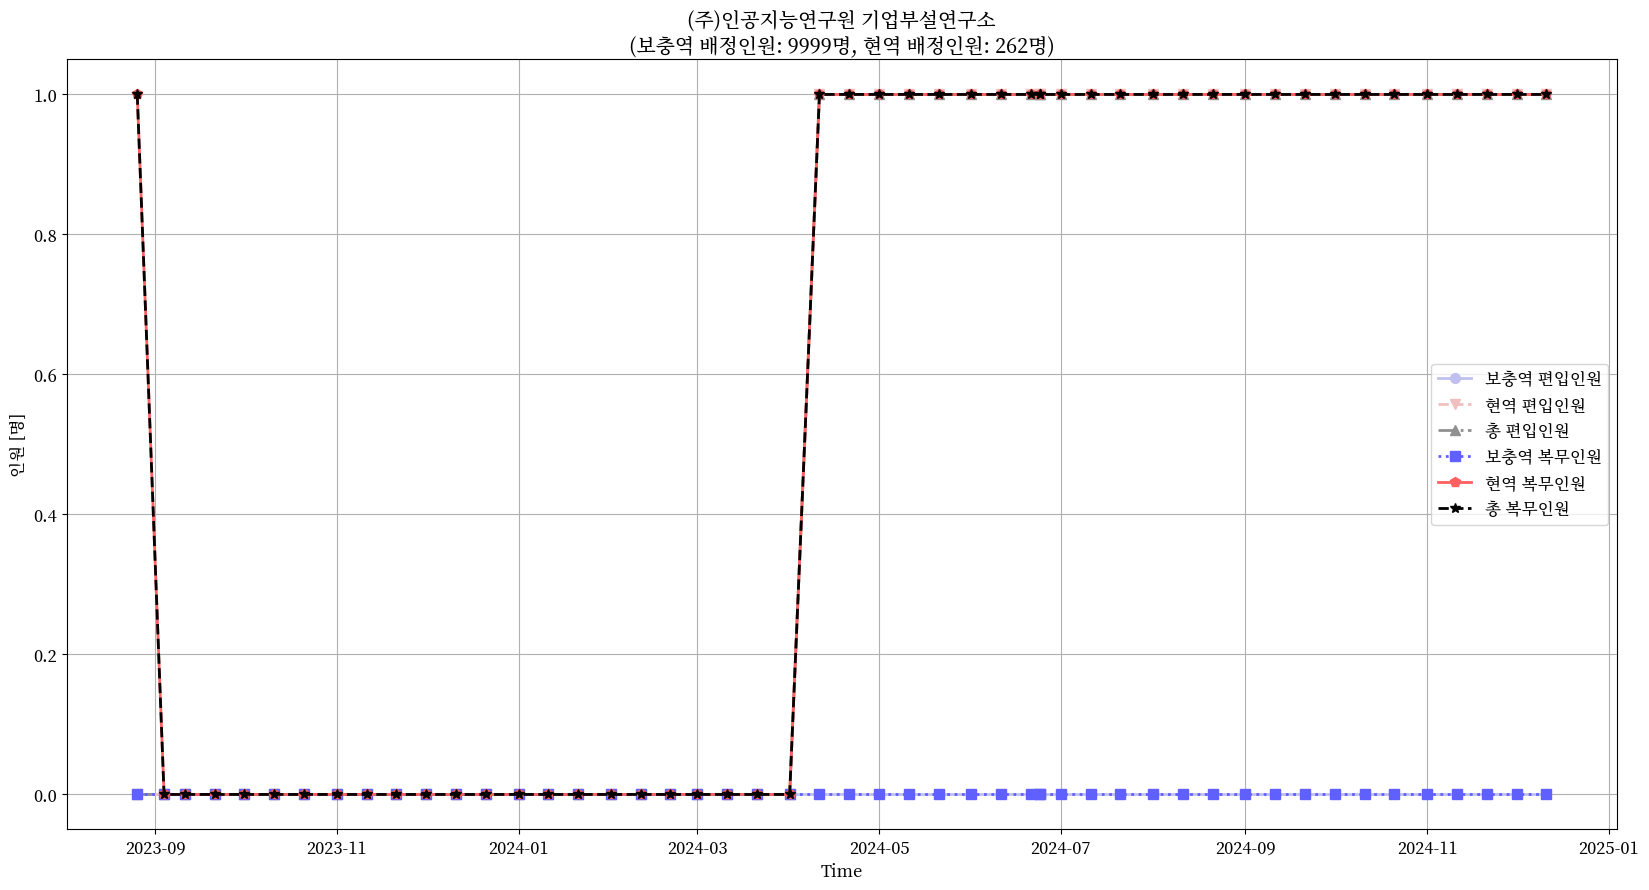 (주)인공지능연구원 기업부설연구소
(보충역 배정인원: 9999명, 현역 배정인원: 262명)
1.0
0.8
0.6
0.4
0.2
0.0
인원 [명]
보충역 편입인원
현역 편입인원
총 편입인원
보충역 복무인원
현역 복무인원
총 복무인원
2023-09 2023-11 2024-01 2024-03 2024-05 2024-07 2024-09 2024-11 2025-01
Time